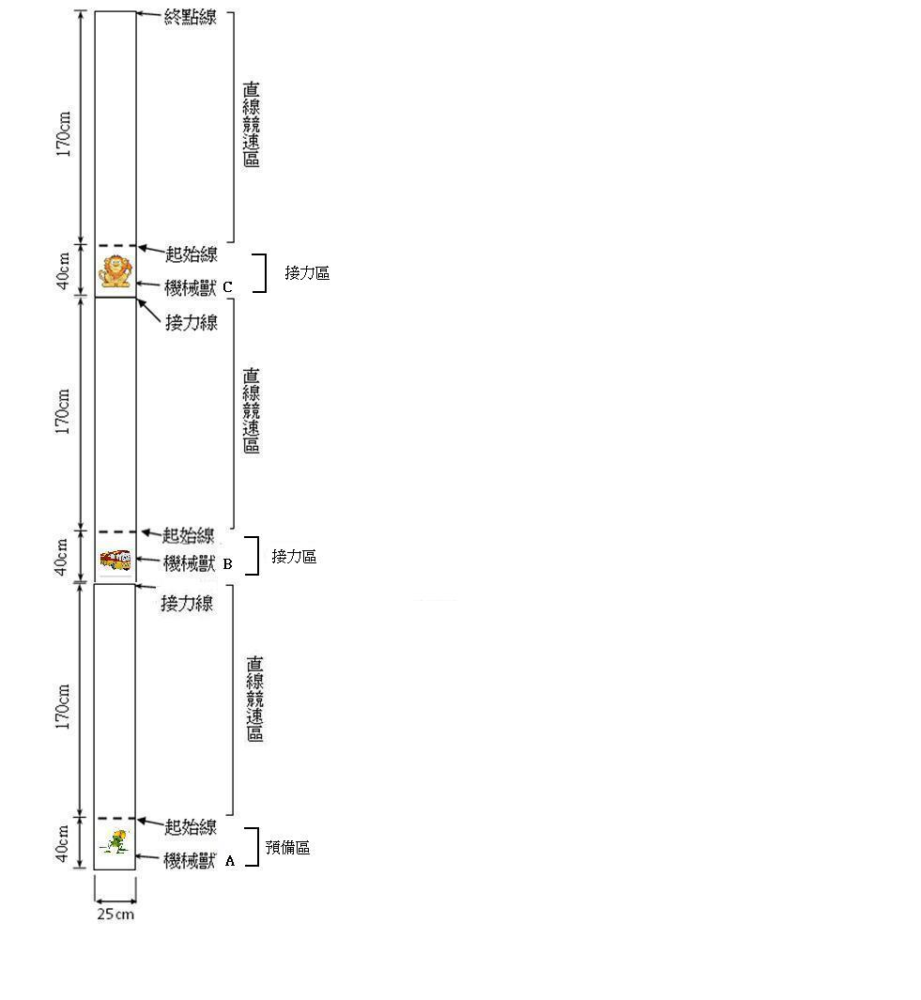 終點線
170cm
直線競速區
起始線
40cm
機械獸 C
接力區
接力線
170cm
直線競速區
起始線
40cm
機械獸 B
接力區
接力線
170cm
直線競速區
起始線
40cm
機械獸 A
預備區
25cm